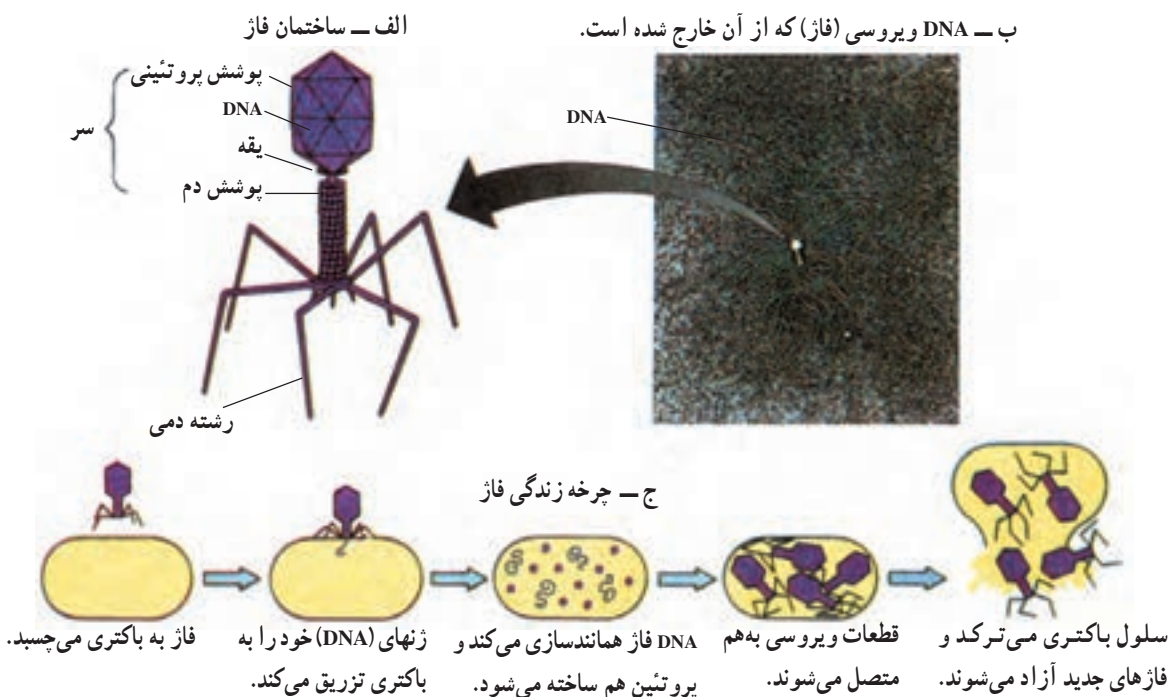 ب ــ DNA ویروسی (فاژ) که از آن خارج شده است.
DNA
الف ــ ساختمان فاژ
پوشش پروتئینی
DNA
یقه
پوشش دم
سر
رشته دمی
ج ــ چرخه زندگی فاژ
فاژ به باکتری می‌چسبد.
ژنهای (DNA) خود را به
باکتری تزریق می‌کند.
DNA فاژ همانندسازی می‌کند و
پروتئین هم ساخته می‌شود.
قطعات ویروسی به‌هم
متصل می‌شوند.
سلول باکتری می‌ترکد و
فاژهای جدید آزاد می‌شوند.